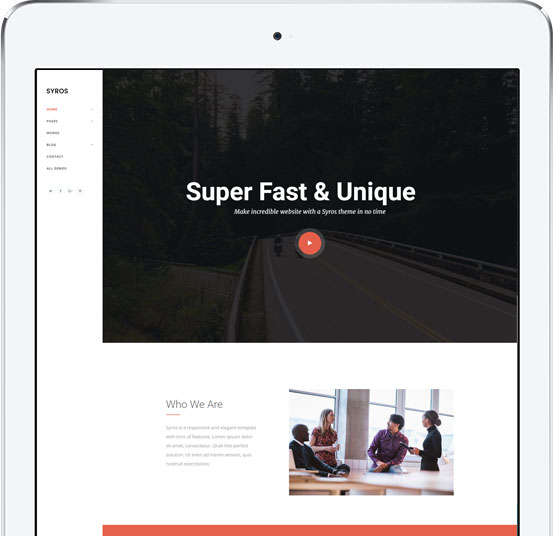 SYROS
HOME
PAGES
WORKS
BLOG
CONTACT
ALL DEMOS
Super Fast & Unique
Make incredible website with a Syros theme in no time
Who We Are
Syros is a responsive and elegant template
with tons of features. Lorem ipsum dolor
sit amet, consectetur. Grab this perfect
solution. Ut enim ad minim veniam, quis
nostrud exercitation.